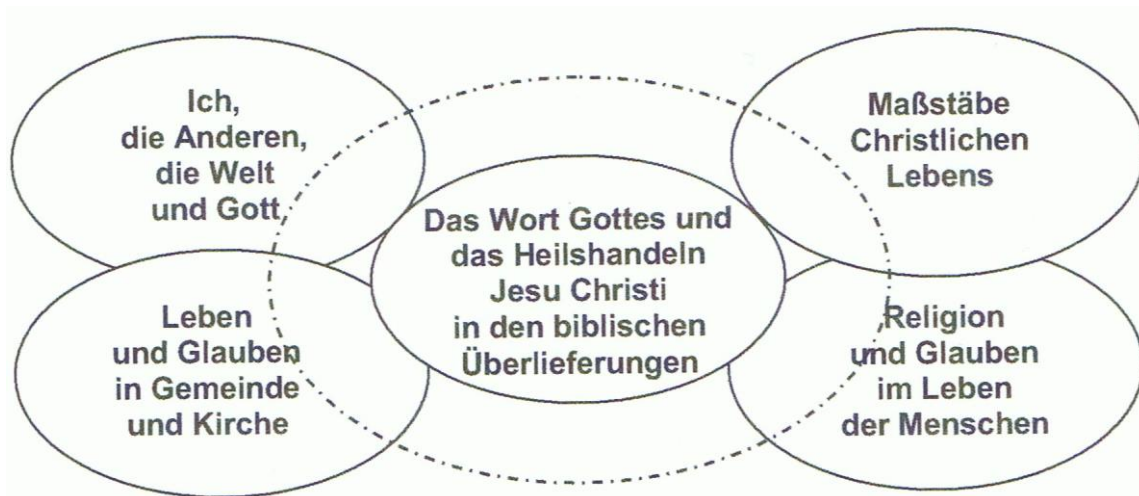 Ich,
die Anderen,
die Welt
und Gott
Maßstäbe
Christlichen
Lebens
Das Wort Gottes und
das Heilshandeln
Jesu Christi
in den biblischen
Überlieferungen
Leben
und Glauben
in Gemeinde
und Kirche
Religion
und Glauben
im Leben
der Menschen